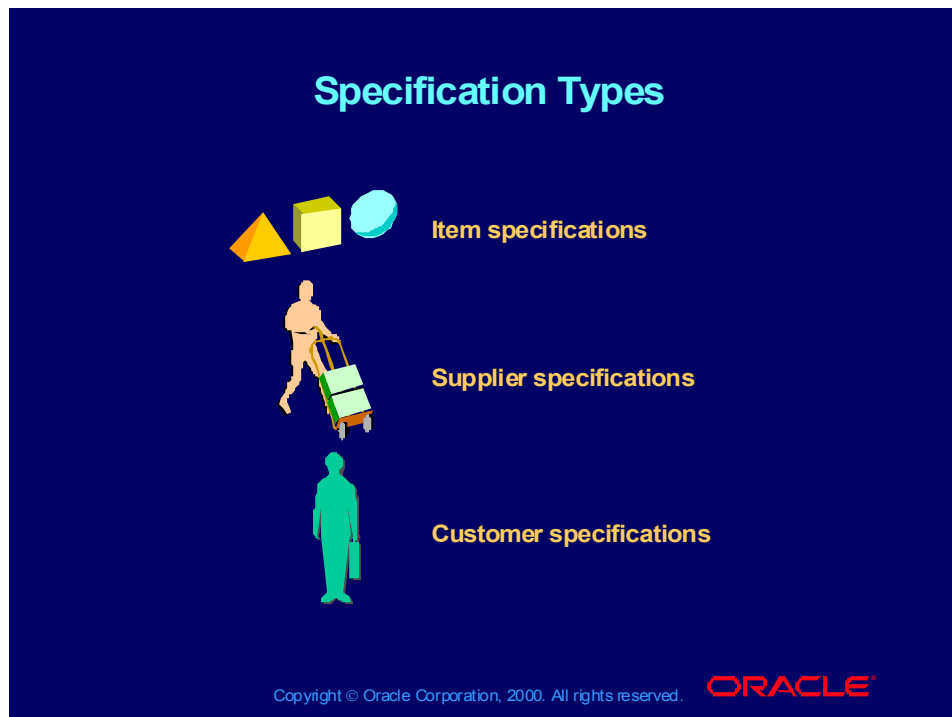 Specification Types
Item specifications
Supplier specifications
Customer specifications
Copyright © Oracle Corporation, 2000. All rights reserved.
ORACLE®